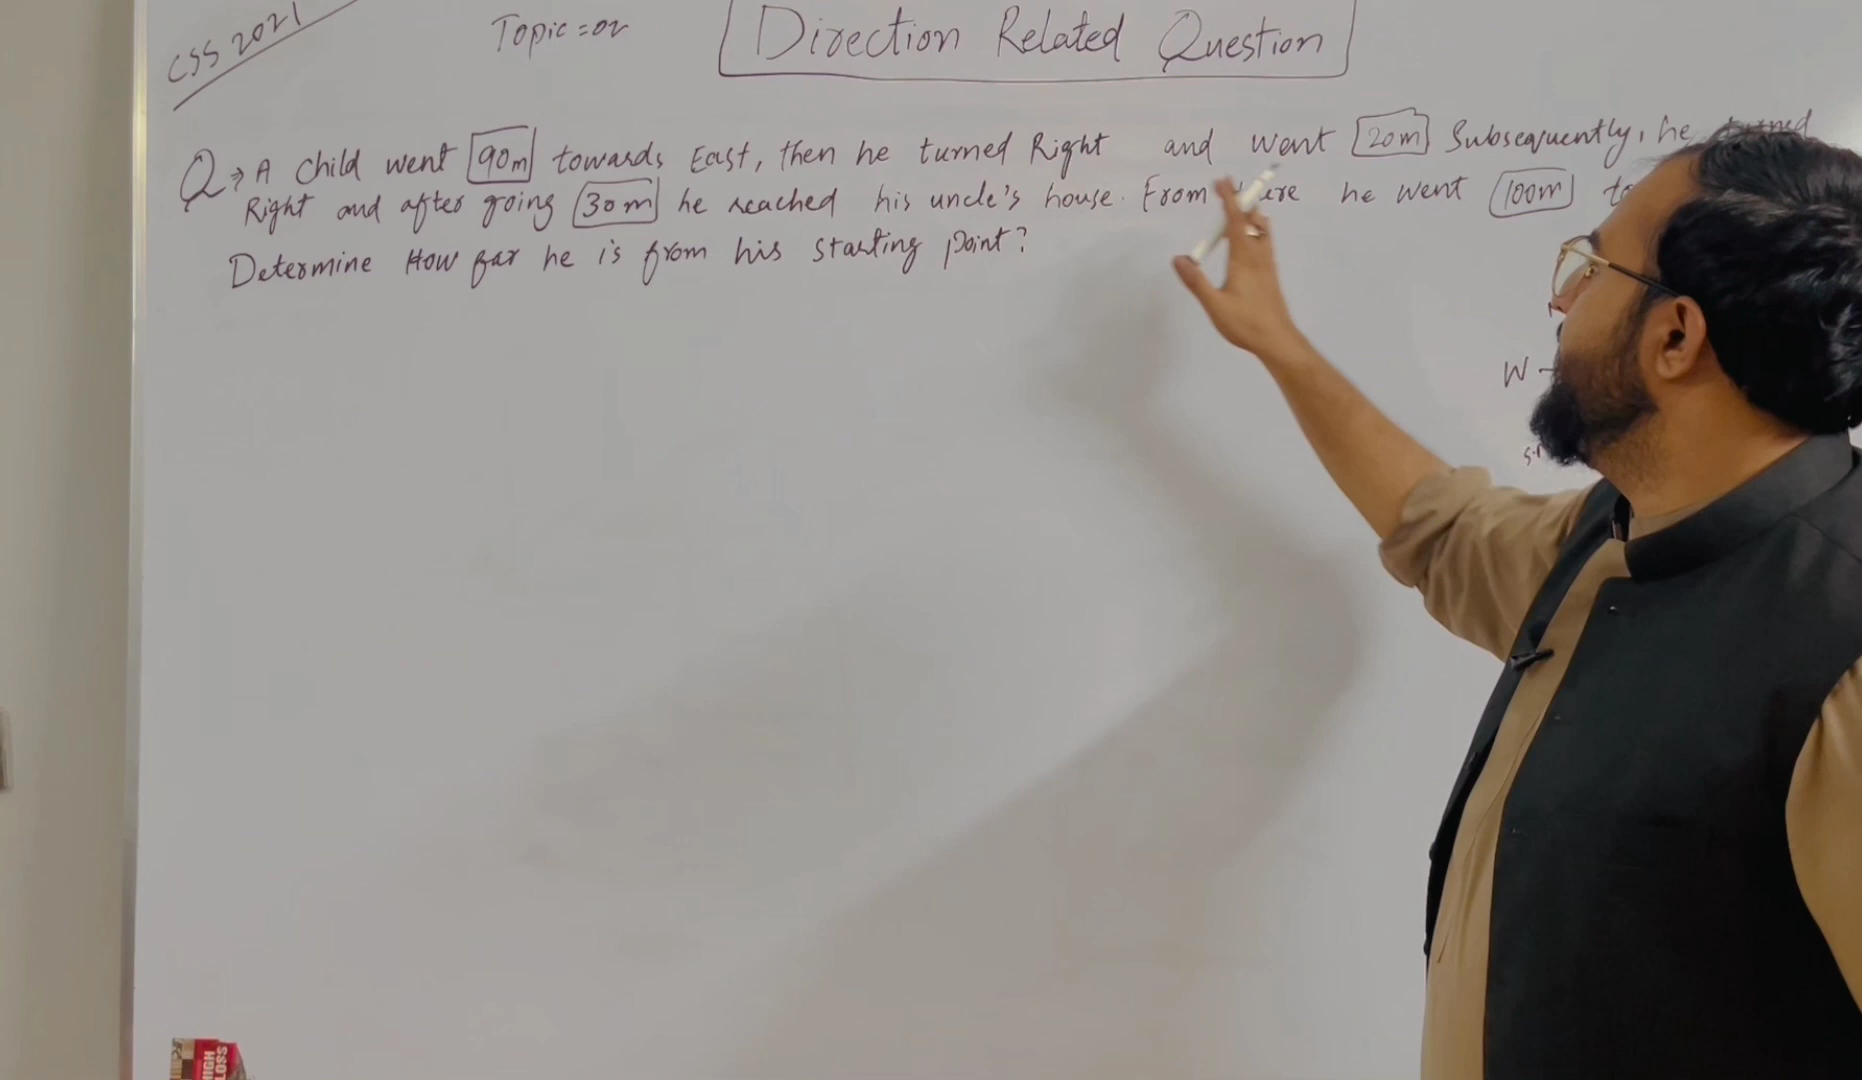 CSS 2021
Topic = 02
Direction Related Question
Q → A child went 90m towards East, then he turned Right and went 20m Subsequently, he turned
Right and after going 30m he reached his uncle's house. From he went 100m
Determine How far he is from his starting point?
W
HIGH